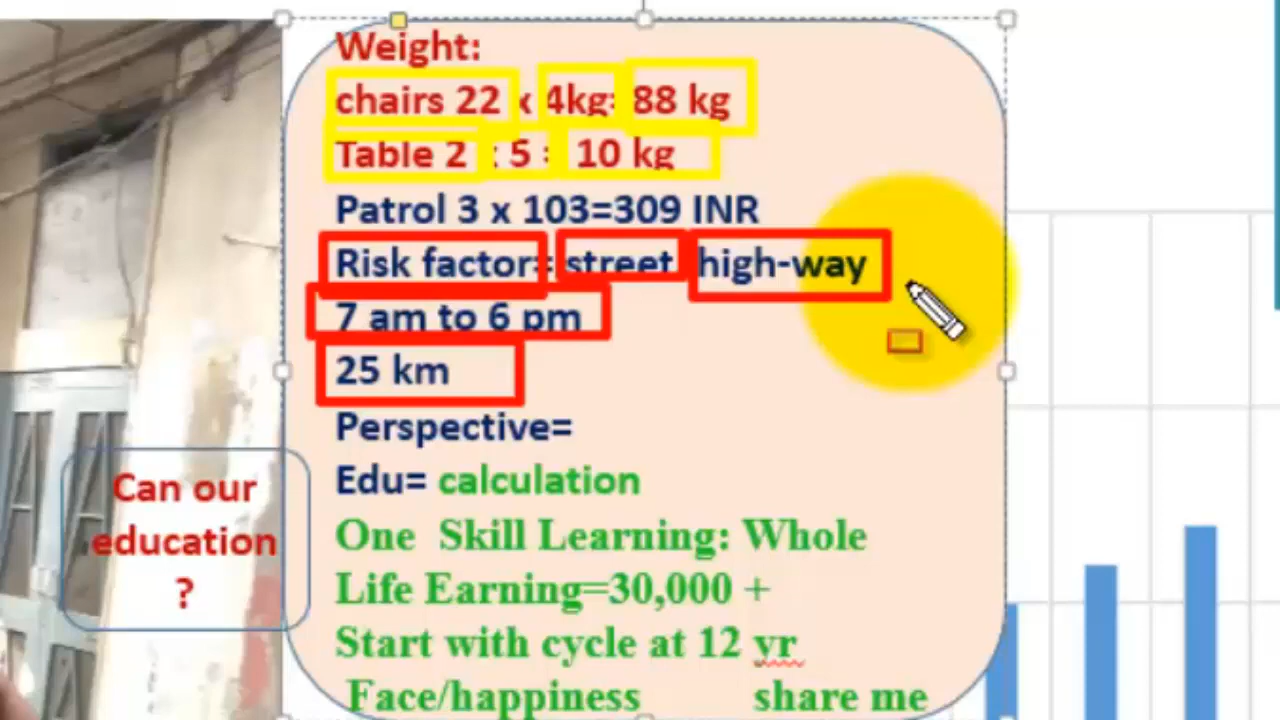 Weight:
chairs 22 x 4kg= 88 kg
Table 2 : 5 = 10 kg
Patrol 3 x 103=309 INR
Risk factor= street high-way
7 am to 6 pm
25 km
Perspective=
Edu= calculation
One Skill Learning: Whole
Life Earning=30,000 +
Start with cycle at 12 yr
Face/happiness share me
Can our
education
?